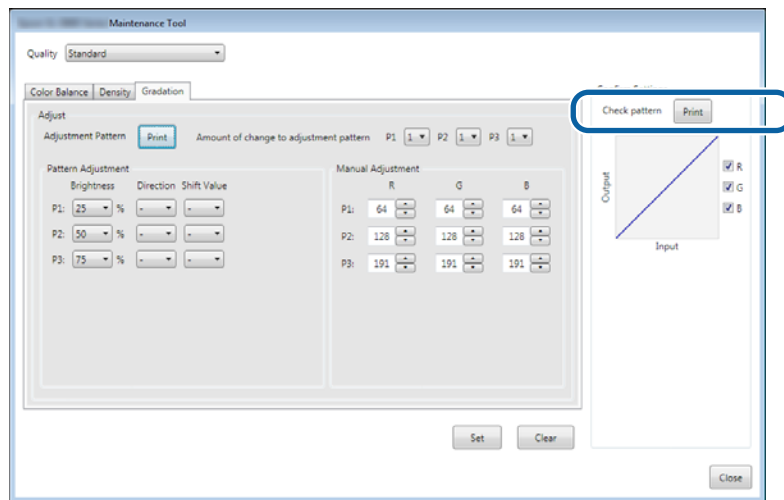 Maintenance Tool
Quality Standard
Color Balance Density Gradation
Adjust
Adjustment Pattern Print Amount of change to adjustment pattern P1 1 P2 1 P3 1
Pattern Adjustment
Brightness Direction Shift Value
P1: 25 % - -
P2: 50 % - -
P3: 75 % - -
Manual Adjustment
R G B
P1: 64 64 64
P2: 128 128 128
P3: 191 191 191
Set Clear
Check pattern Print
Output
Input
R
G
B
Close